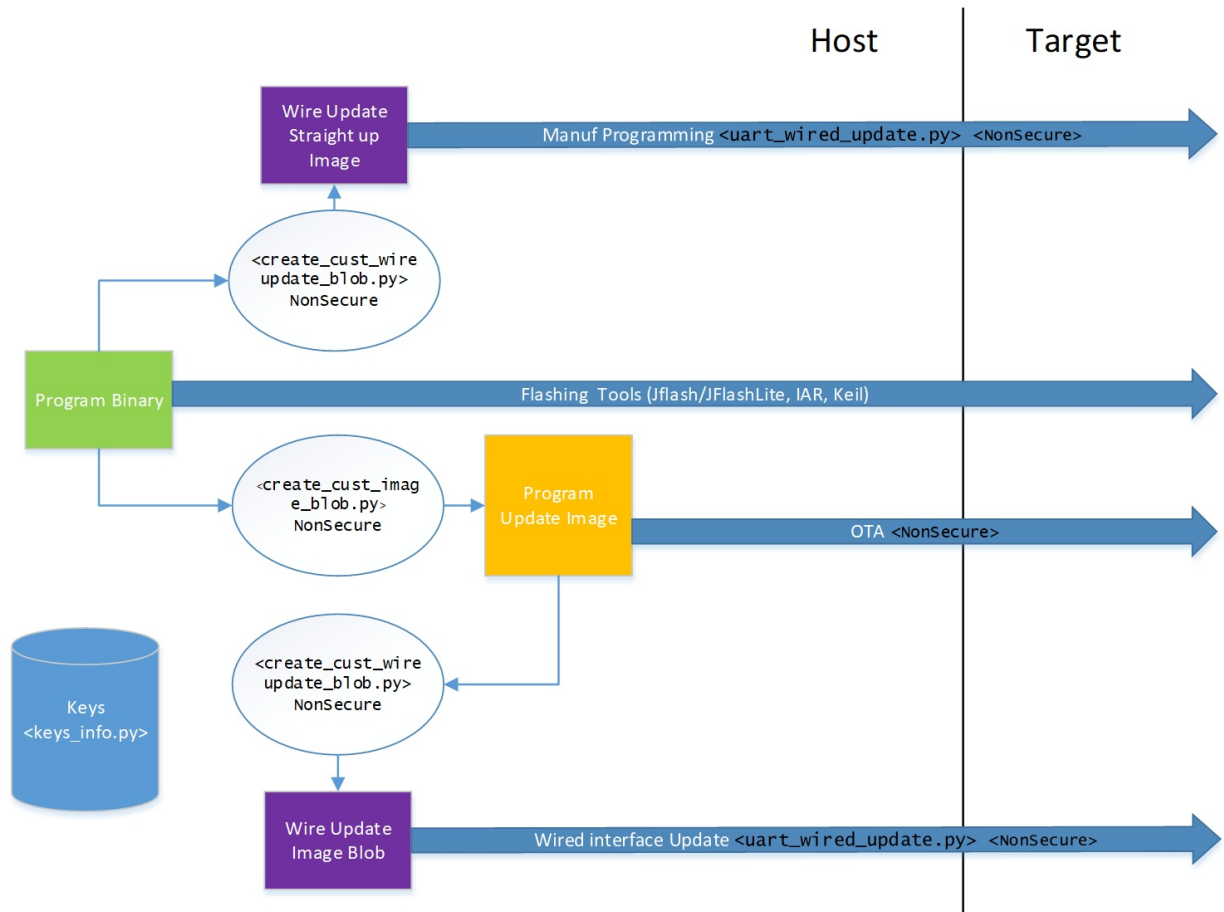 Host
Target
Wire Update
Straight up
Image
Manuf Programming <uart_wired_update.py> <NonSecure>
<create_cust_wire
update_blob.py>
NonSecure
Program Binary
Flashing Tools (Jflash/JFlashLite, IAR, Keil)
<create_cust_imag
e_blob.py>
NonSecure
Program
Update Image
OTA <NonSecure>
<create_cust_wire
update_blob.py>
NonSecure
Keys
<keys_info.py>
Wire Update
Image Blob
Wired interface Update <uart_wired_update.py> <NonSecure>